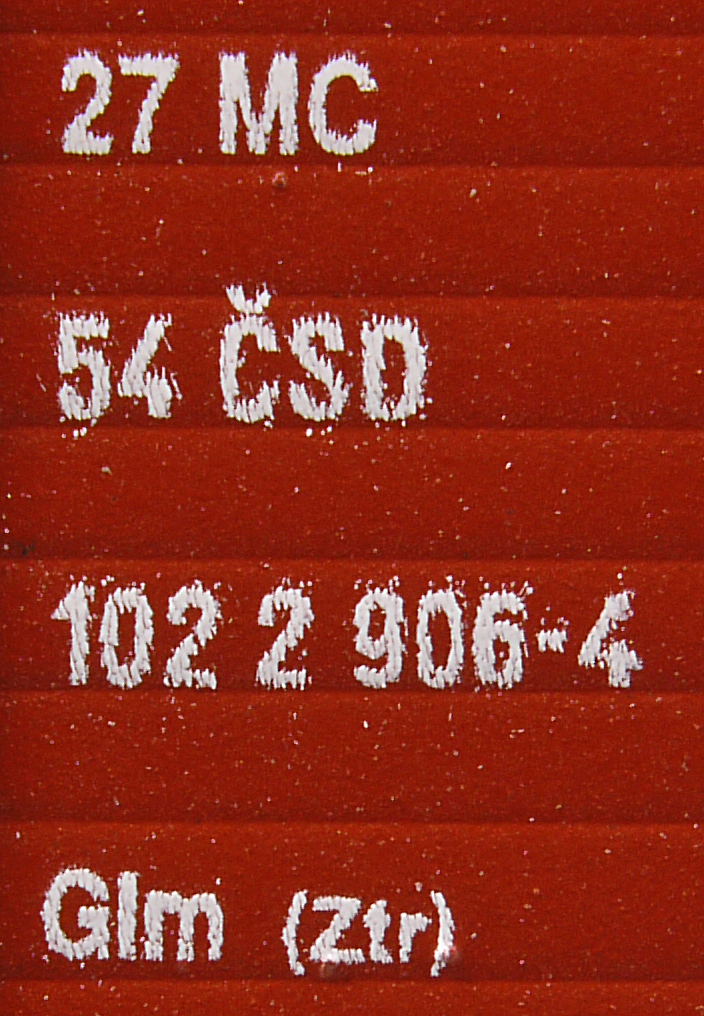 27 MC
54 ČSD
102 2 906-4
Glm (Ztr)